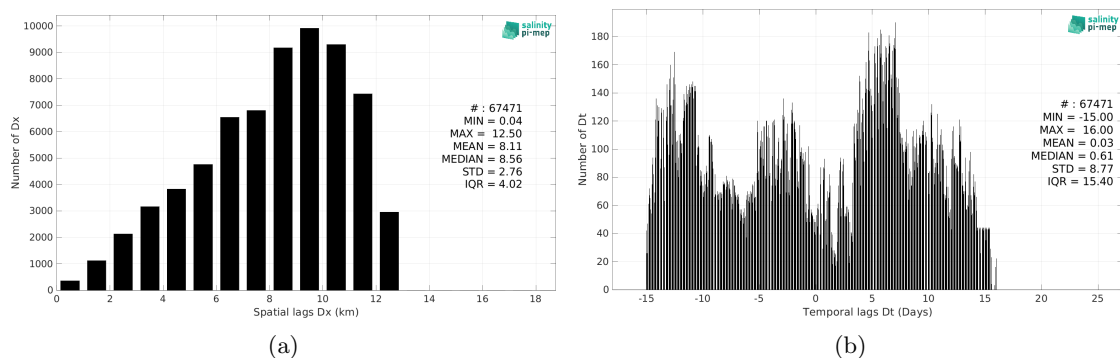 10000
9000
8000
7000
6000
5000
4000
3000
2000
1000
0
0 2 4 6 8 10 12 14 16 18
Number of Dx
Spatial lags Dx (km)
salinity
pi-mep
# : 67471
MIN = 0.04
MAX = 12.50
MEAN = 8.11
MEDIAN = 8.56
STD = 2.76
IQR = 4.02
(a)
180
160
140
120
100
80
60
40
20
0
-15 -10 -5 0 5 10 15 20 25
Number of Dt
Temporal lags Dt (Days)
salinity
pi-mep
# : 67471
MIN = -15.00
MAX = 16.00
MEAN = 0.03
MEDIAN = 0.61
STD = 8.77
IQR = 15.40
(b)